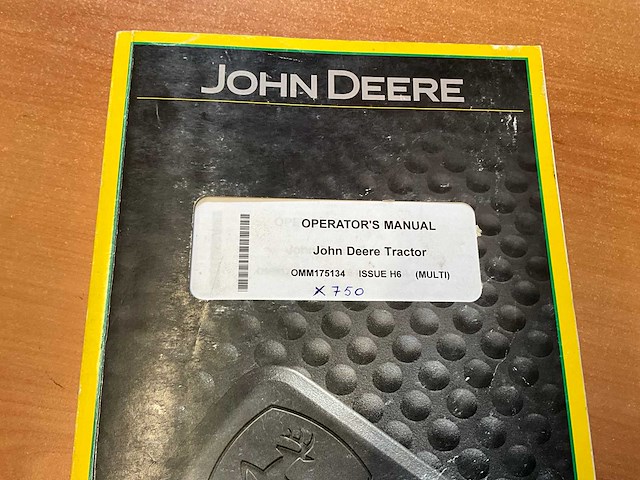 JOHN DEERE
OPERATOR'S MANUAL
John Deere Tractor
OMM175134 ISSUE H6 (MULTI)
X750